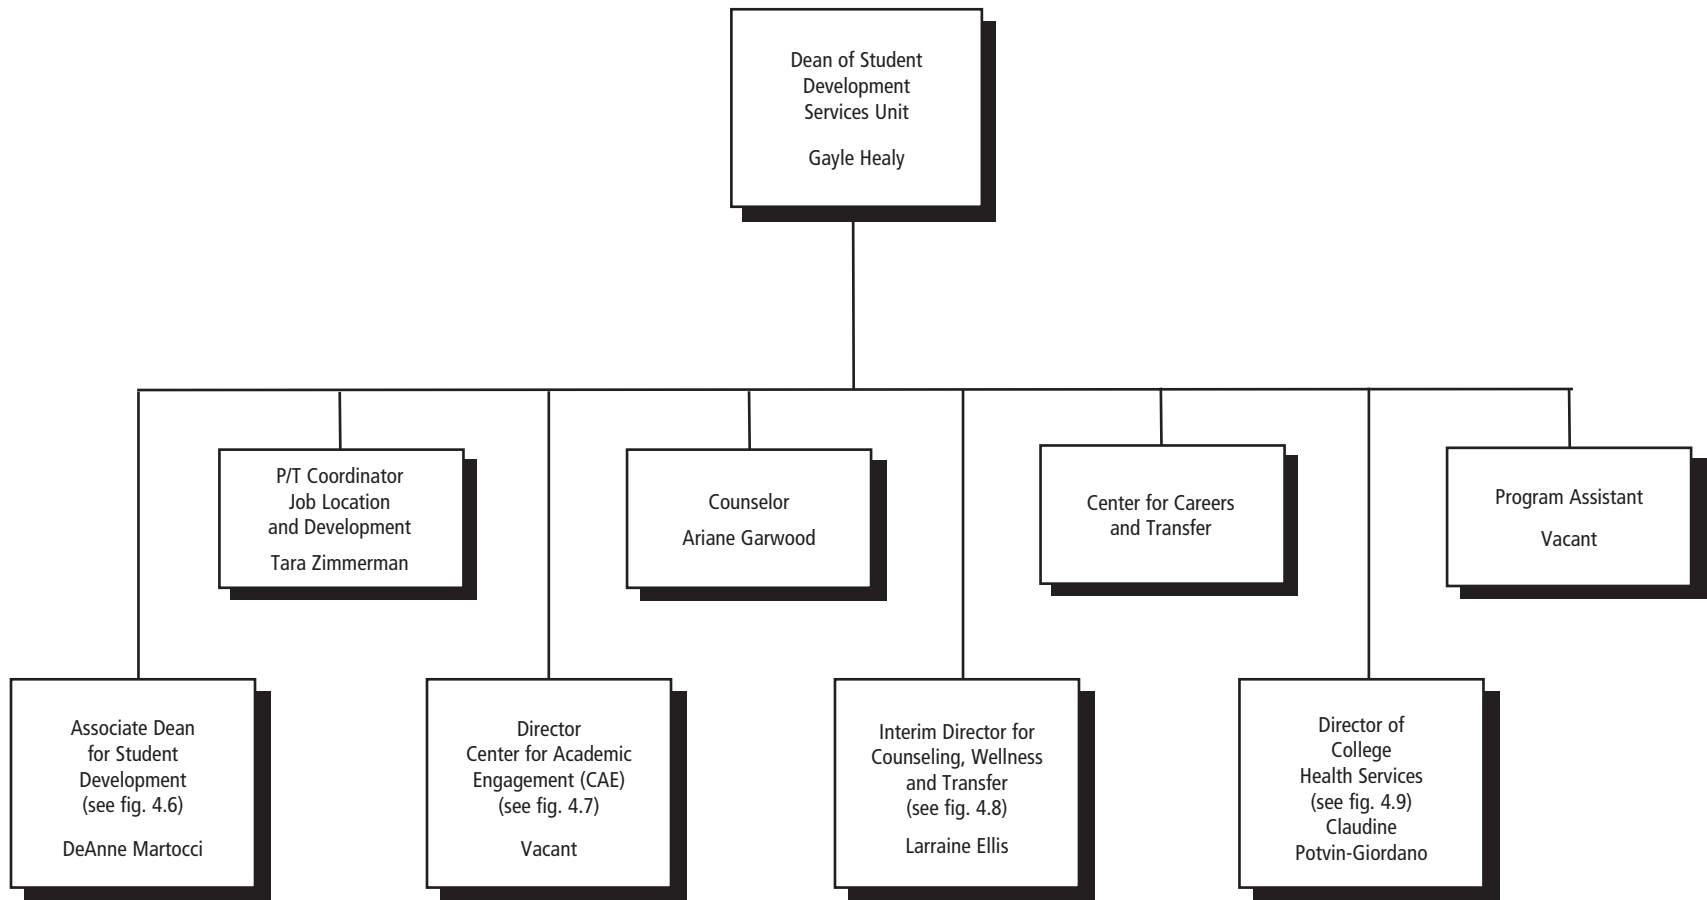 Dean of Student
Development
Services Unit
Gayle Healy
P/T Coordinator
Job Location
and Development
Tara Zimmerman
Counselor
Ariane Garwood
Center for Careers
and Transfer
Program Assistant
Vacant
Associate Dean
for Student
Development
(see fig. 4.6)
DeAnne Martocci
Director
Center for Academic
Engagement (CAE)
(see fig. 4.7)
Vacant
Interim Director for
Counseling, Wellness
and Transfer
(see fig. 4.8)
Larraine Ellis
Director of
College
Health Services
(see fig. 4.9)
Claudine
Potvin-Giordano